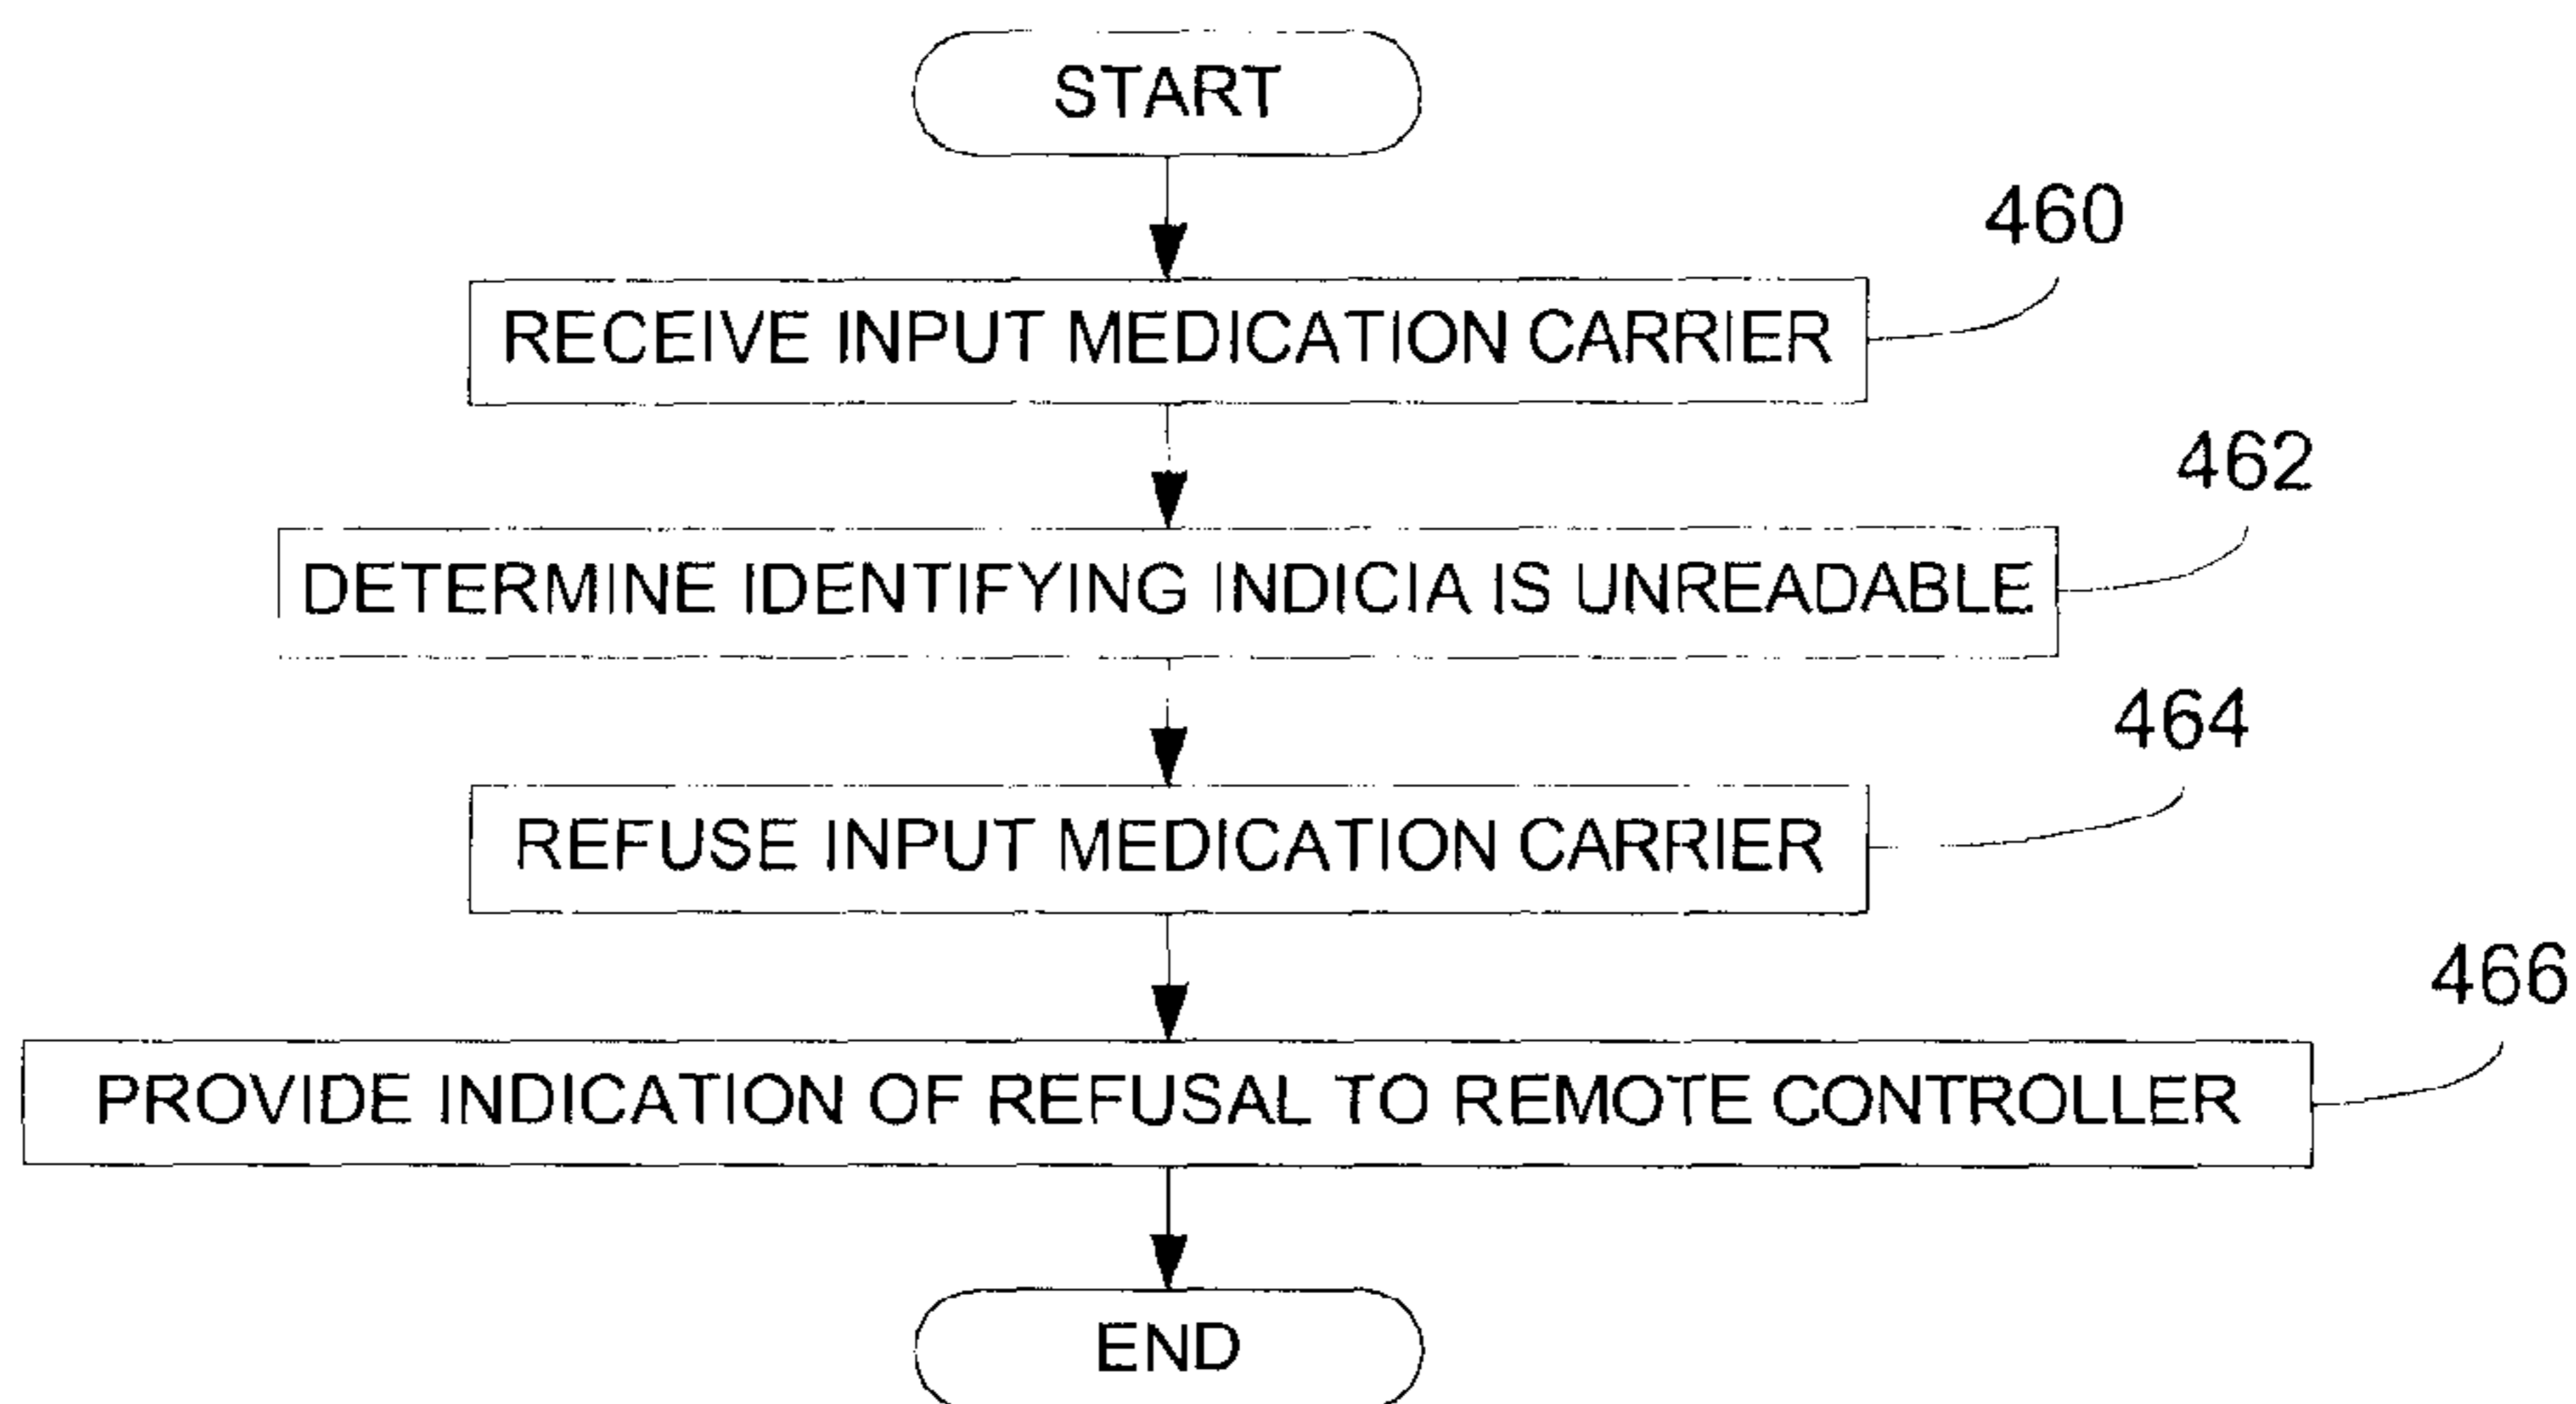 START
460
RECEIVE INPUT MEDICATION CARRIER
462
DETERMINE IDENTIFYING INDICIA IS UNREADABLE
464
REFUSE INPUT MEDICATION CARRIER
466
PROVIDE INDICATION OF REFUSAL TO REMOTE CONTROLLER
END